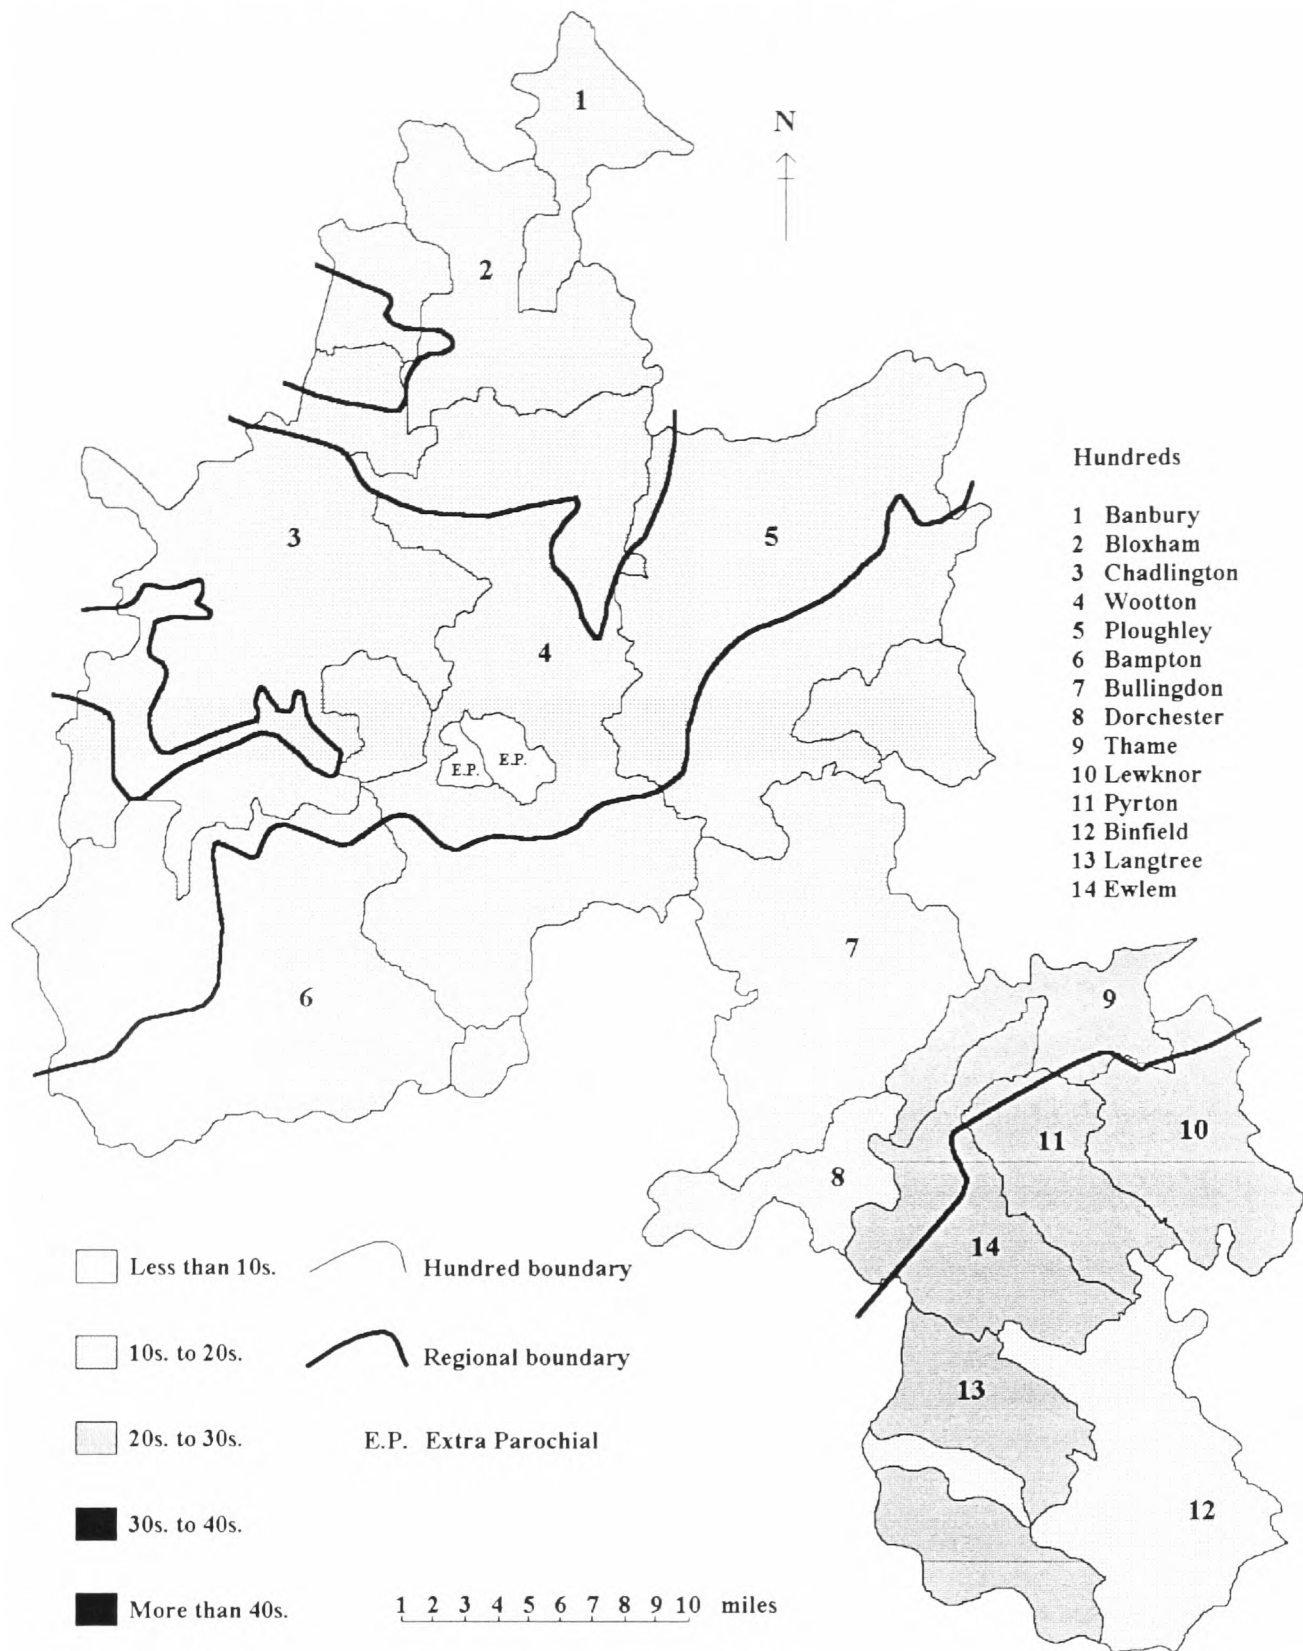 1
N
2
3
5
4
E.P.
E.P.
Hundreds
1 Banbury
2 Bloxham
3 Chadlington
4 Wootton
5 Ploughley
6 Bampton
7 Bullingdon
8 Dorchester
9 Thame
10 Lewknor
11 Pyrton
12 Binfield
13 Langtree
14 Ewlem
7
6
9
11
10
8
14
13
12
Less than 10s.
Hundred boundary
10s. to 20s.
Regional boundary
20s. to 30s.
E.P. Extra Parochial
30s. to 40s.
More than 40s.
1 2 3 4 5 6 7 8 9 10 miles